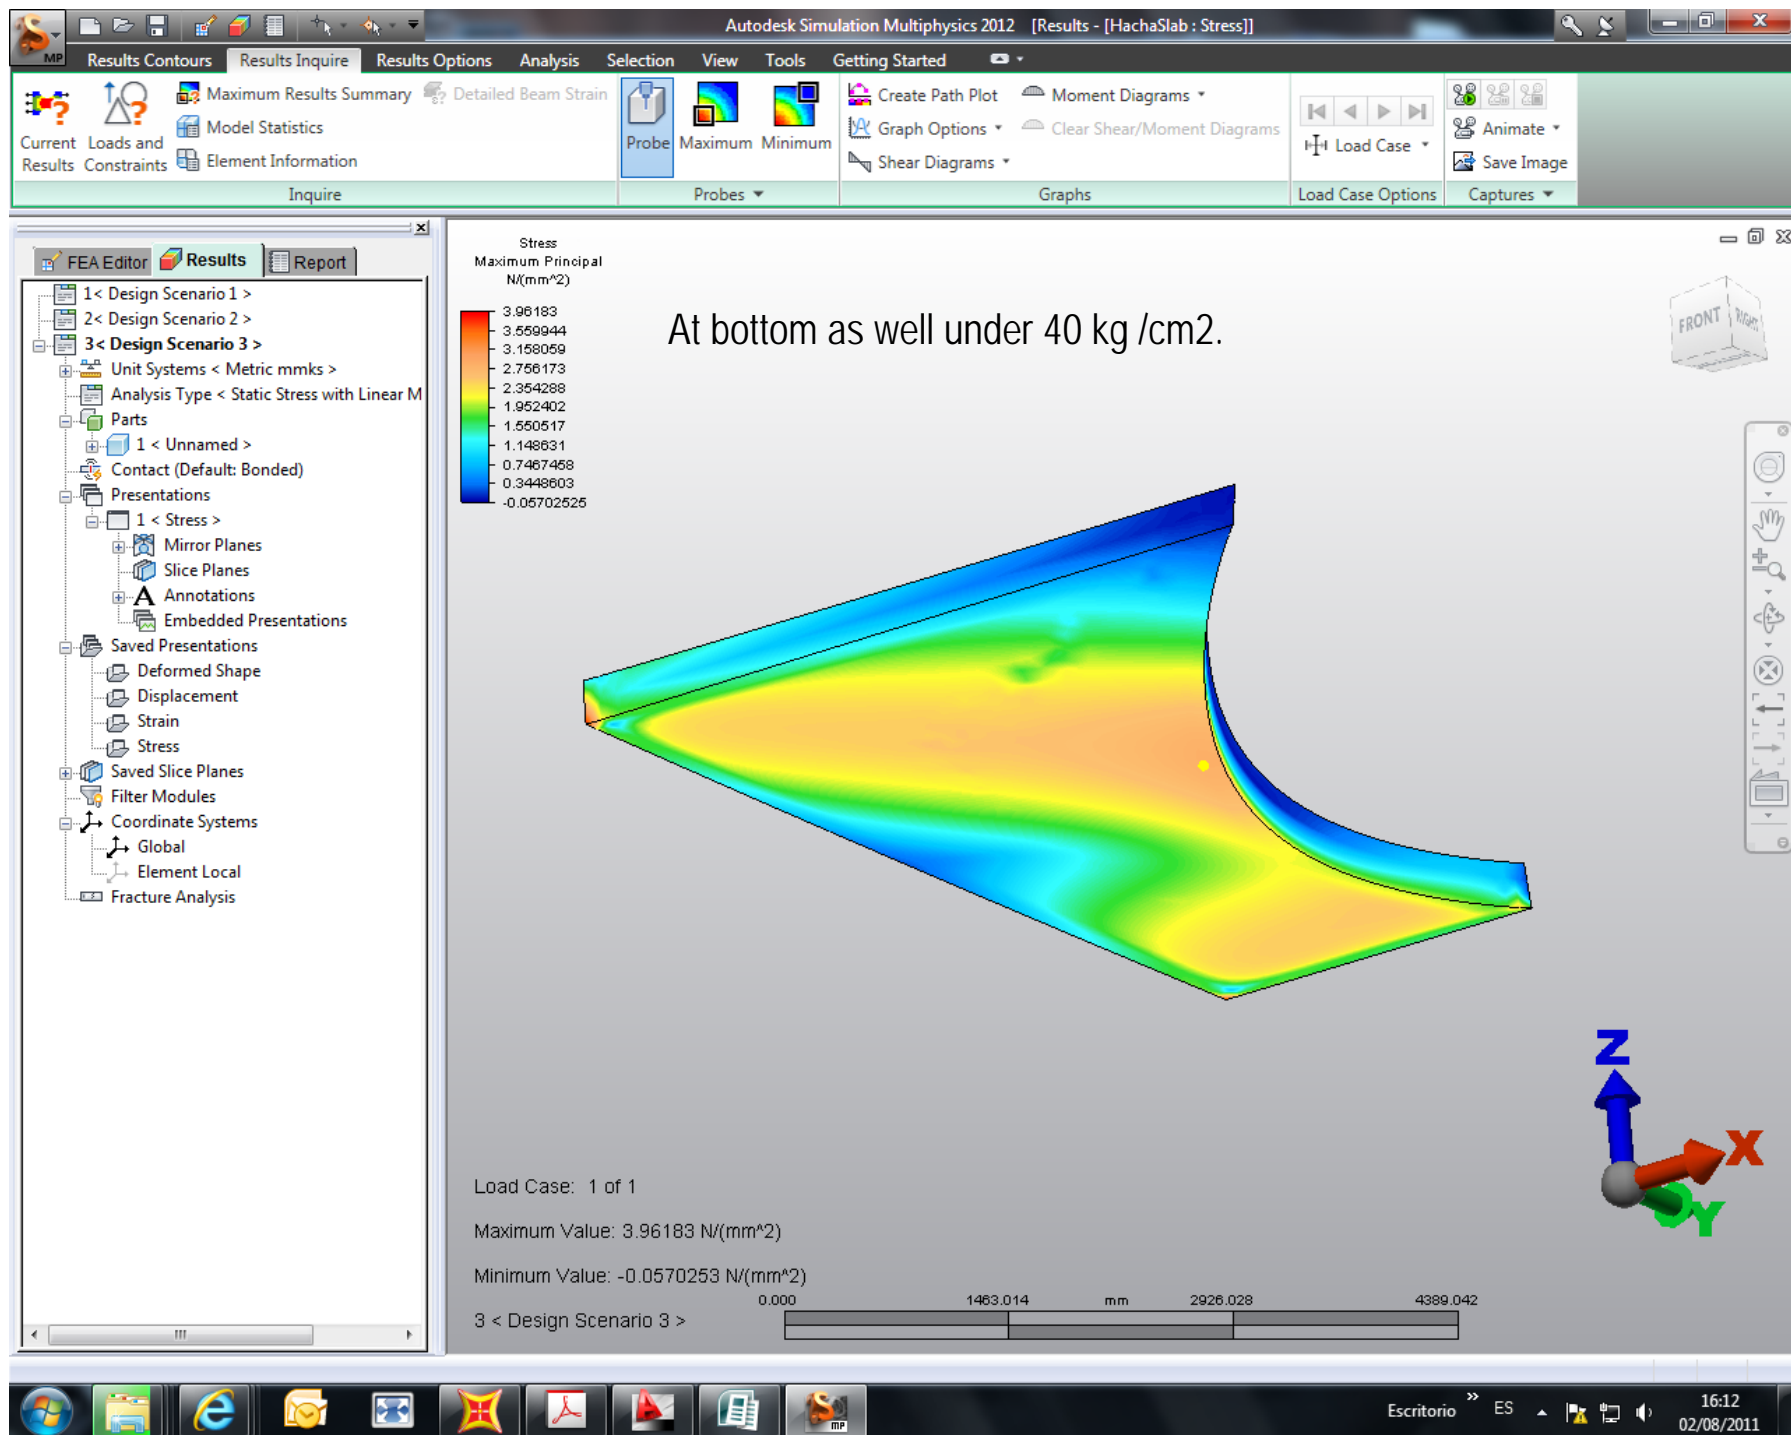 Autodesk Simulation Multiphysics 2012 [Results - [HachaSlab : Stress]]
MP
Results Contours Results Inquire Results Options Analysis Selection View Tools Getting Started
Current Results
Loads and Constraints
Maximum Results Summary
Model Statistics
Element Information
Detailed Beam Strain
Inquire
Probe
Maximum
Minimum
Probes
Create Path Plot
Graph Options
Shear Diagrams
Moment Diagrams
Clear Shear/Moment Diagrams
Graphs
Load Case
Load Case Options
Animate
Save Image
Captures
FEA Editor Results Report
1< Design Scenario 1 >
2< Design Scenario 2 >
3< Design Scenario 3 >
Unit Systems < Metric mmks >
Analysis Type < Static Stress with Linear M
Parts
1 < Unnamed >
Contact (Default: Bonded)
Presentations
1 < Stress >
Mirror Planes
Slice Planes
A Annotations
Embedded Presentations
Saved Presentations
Deformed Shape
Displacement
Strain
Stress
Saved Slice Planes
Filter Modules
Coordinate Systems
Global
Element Local
Fracture Analysis
Stress
Maximum Principal
N/(mm^2)
3.96183
3.559944
3.158059
2.756173
2.354288
1.952402
1.550517
1.148631
0.7467458
0.3448603
-0.05702525
At bottom as well under 40 kg /cm2.
FRONT RIGHT
Z
X
Y
Load Case: 1 of 1
Maximum Value: 3.96183 N/(mm^2)
Minimum Value: -0.0570253 N/(mm^2)
3 < Design Scenario 3 >
0.000 1463.014 mm 2926.028 4389.042
Escritorio » ES
16:12
02/08/2011
MP